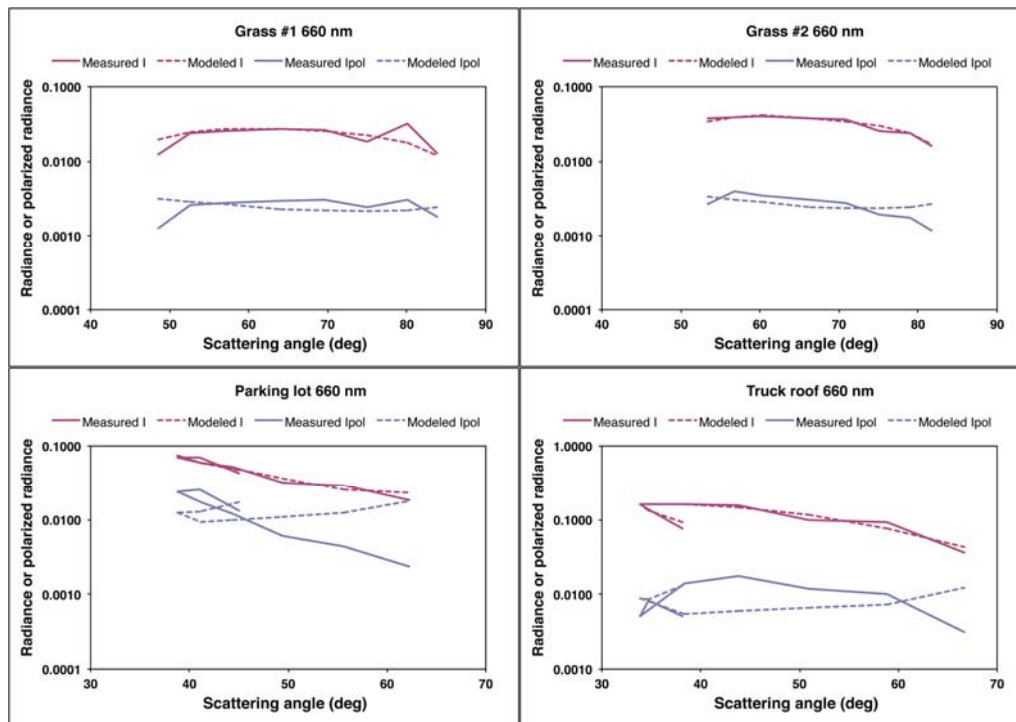 Grass #1 660 nm
Measured I Modeled I Measured Ipol Modeled Ipol
Radiance or polarized radiance
0.1000
0.0100
0.0010
0.0001
40 50 60 70 80 90
Scattering angle (deg)
Grass #2 660 nm
Measured I Modeled I Measured Ipol Modeled Ipol
Radiance or polarized radiance
0.1000
0.0100
0.0010
0.0001
40 50 60 70 80 90
Scattering angle (deg)
Parking lot 660 nm
Measured I Modeled I Measured Ipol Modeled Ipol
Radiance or polarized radiance
0.1000
0.0100
0.0010
0.0001
30 40 50 60 70
Scattering angle (deg)
Truck roof 660 nm
Measured I Modeled I Measured Ipol Modeled Ipol
Radiance or polarized radiance
1.0000
0.1000
0.0100
0.0010
30 40 50 60 70
Scattering angle (deg)